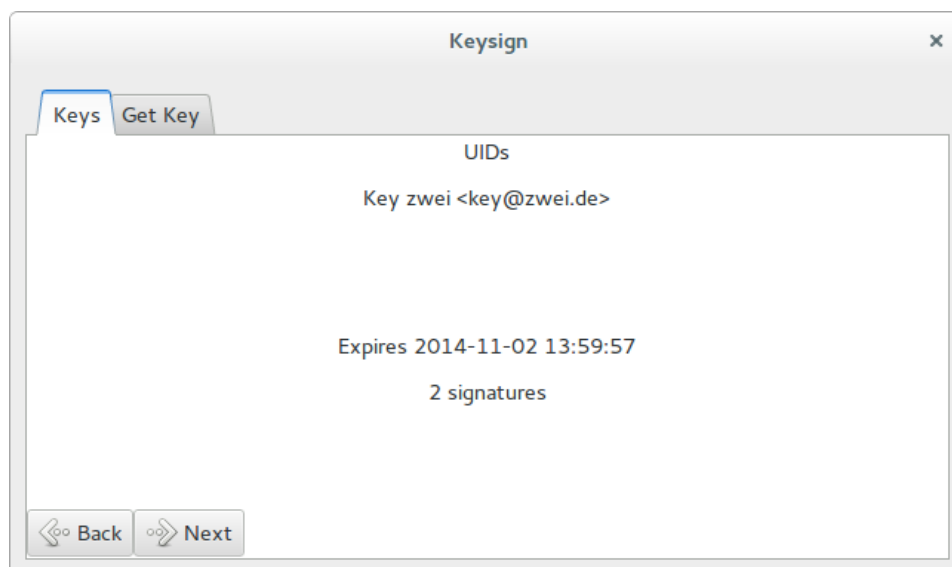 Keysign
Keys Get Key
UIDs
Key zwei <key@zwei.de>
Expires 2014-11-02 13:59:57
2 signatures
Back Next